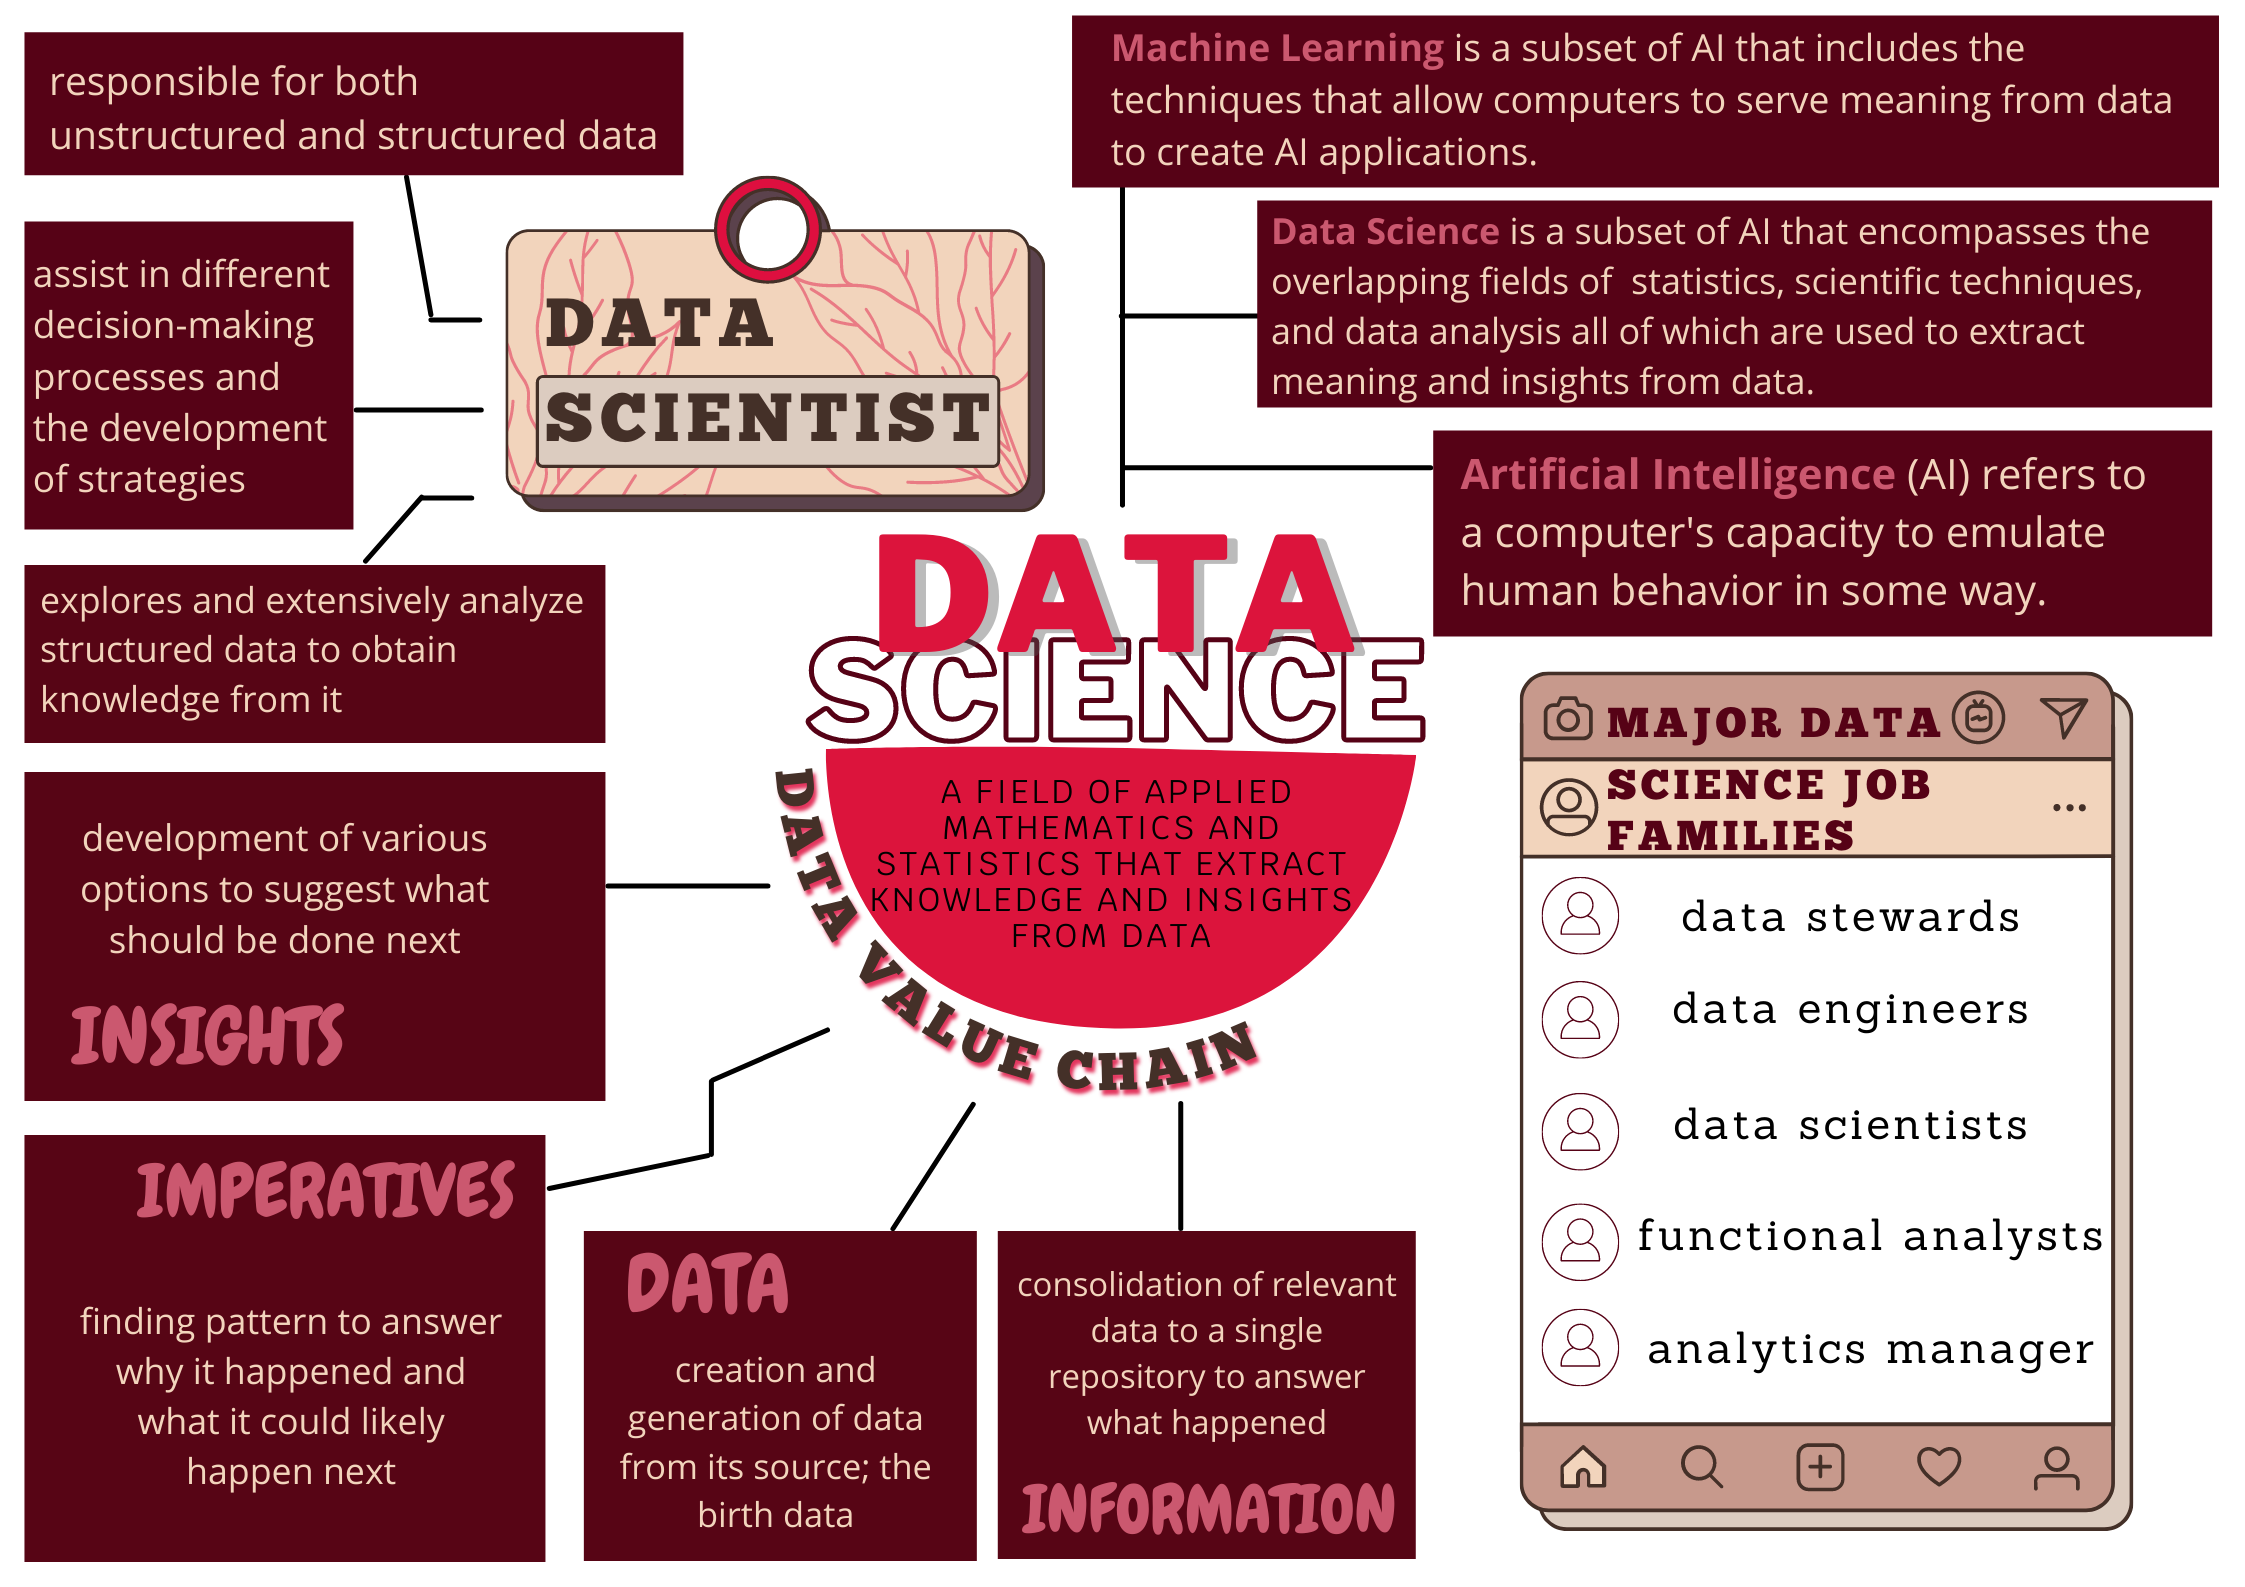 responsible for both
unstructured and structured data
assist in different
decision-making
processes and
the development
of strategies
explores and extensively analyze
structured data to obtain
knowledge from it
DATA
SCIENTIST
Machine Learning is a subset of AI that includes the
techniques that allow computers to serve meaning from data
to create AI applications.
Data Science is a subset of AI that encompasses the
overlapping fields of  statistics, scientific techniques,
and data analysis all of which are used to extract
meaning and insights from data.
Artificial Intelligence (AI) refers to
a computer's capacity to emulate
human behavior in some way.
DATA
SCIENCE
A FIELD OF APPLIED
MATHEMATICS AND
STATISTICS THAT EXTRACT
KNOWLEDGE AND INSIGHTS
FROM DATA
DATA VALUE CHAIN
development of various
options to suggest what
should be done next
INSIGHTS
IMPERATIVES
finding pattern to answer
why it happened and
what it could likely
happen next
DATA
creation and
generation of data
from its source; the
birth data
consolidation of relevant
data to a single
repository to answer
what happened
INFORMATION
MAJOR DATA
SCIENCE JOB
FAMILIES
data stewards
data engineers
data scientists
functional analysts
analytics manager